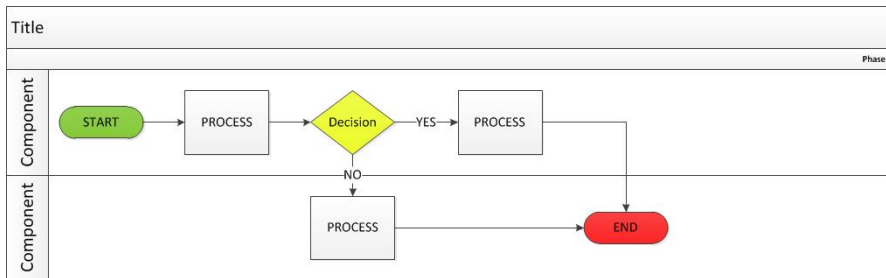 Title
Phase
Component
START
PROCESS
Decision
YES
PROCESS
NO
Component
PROCESS
END